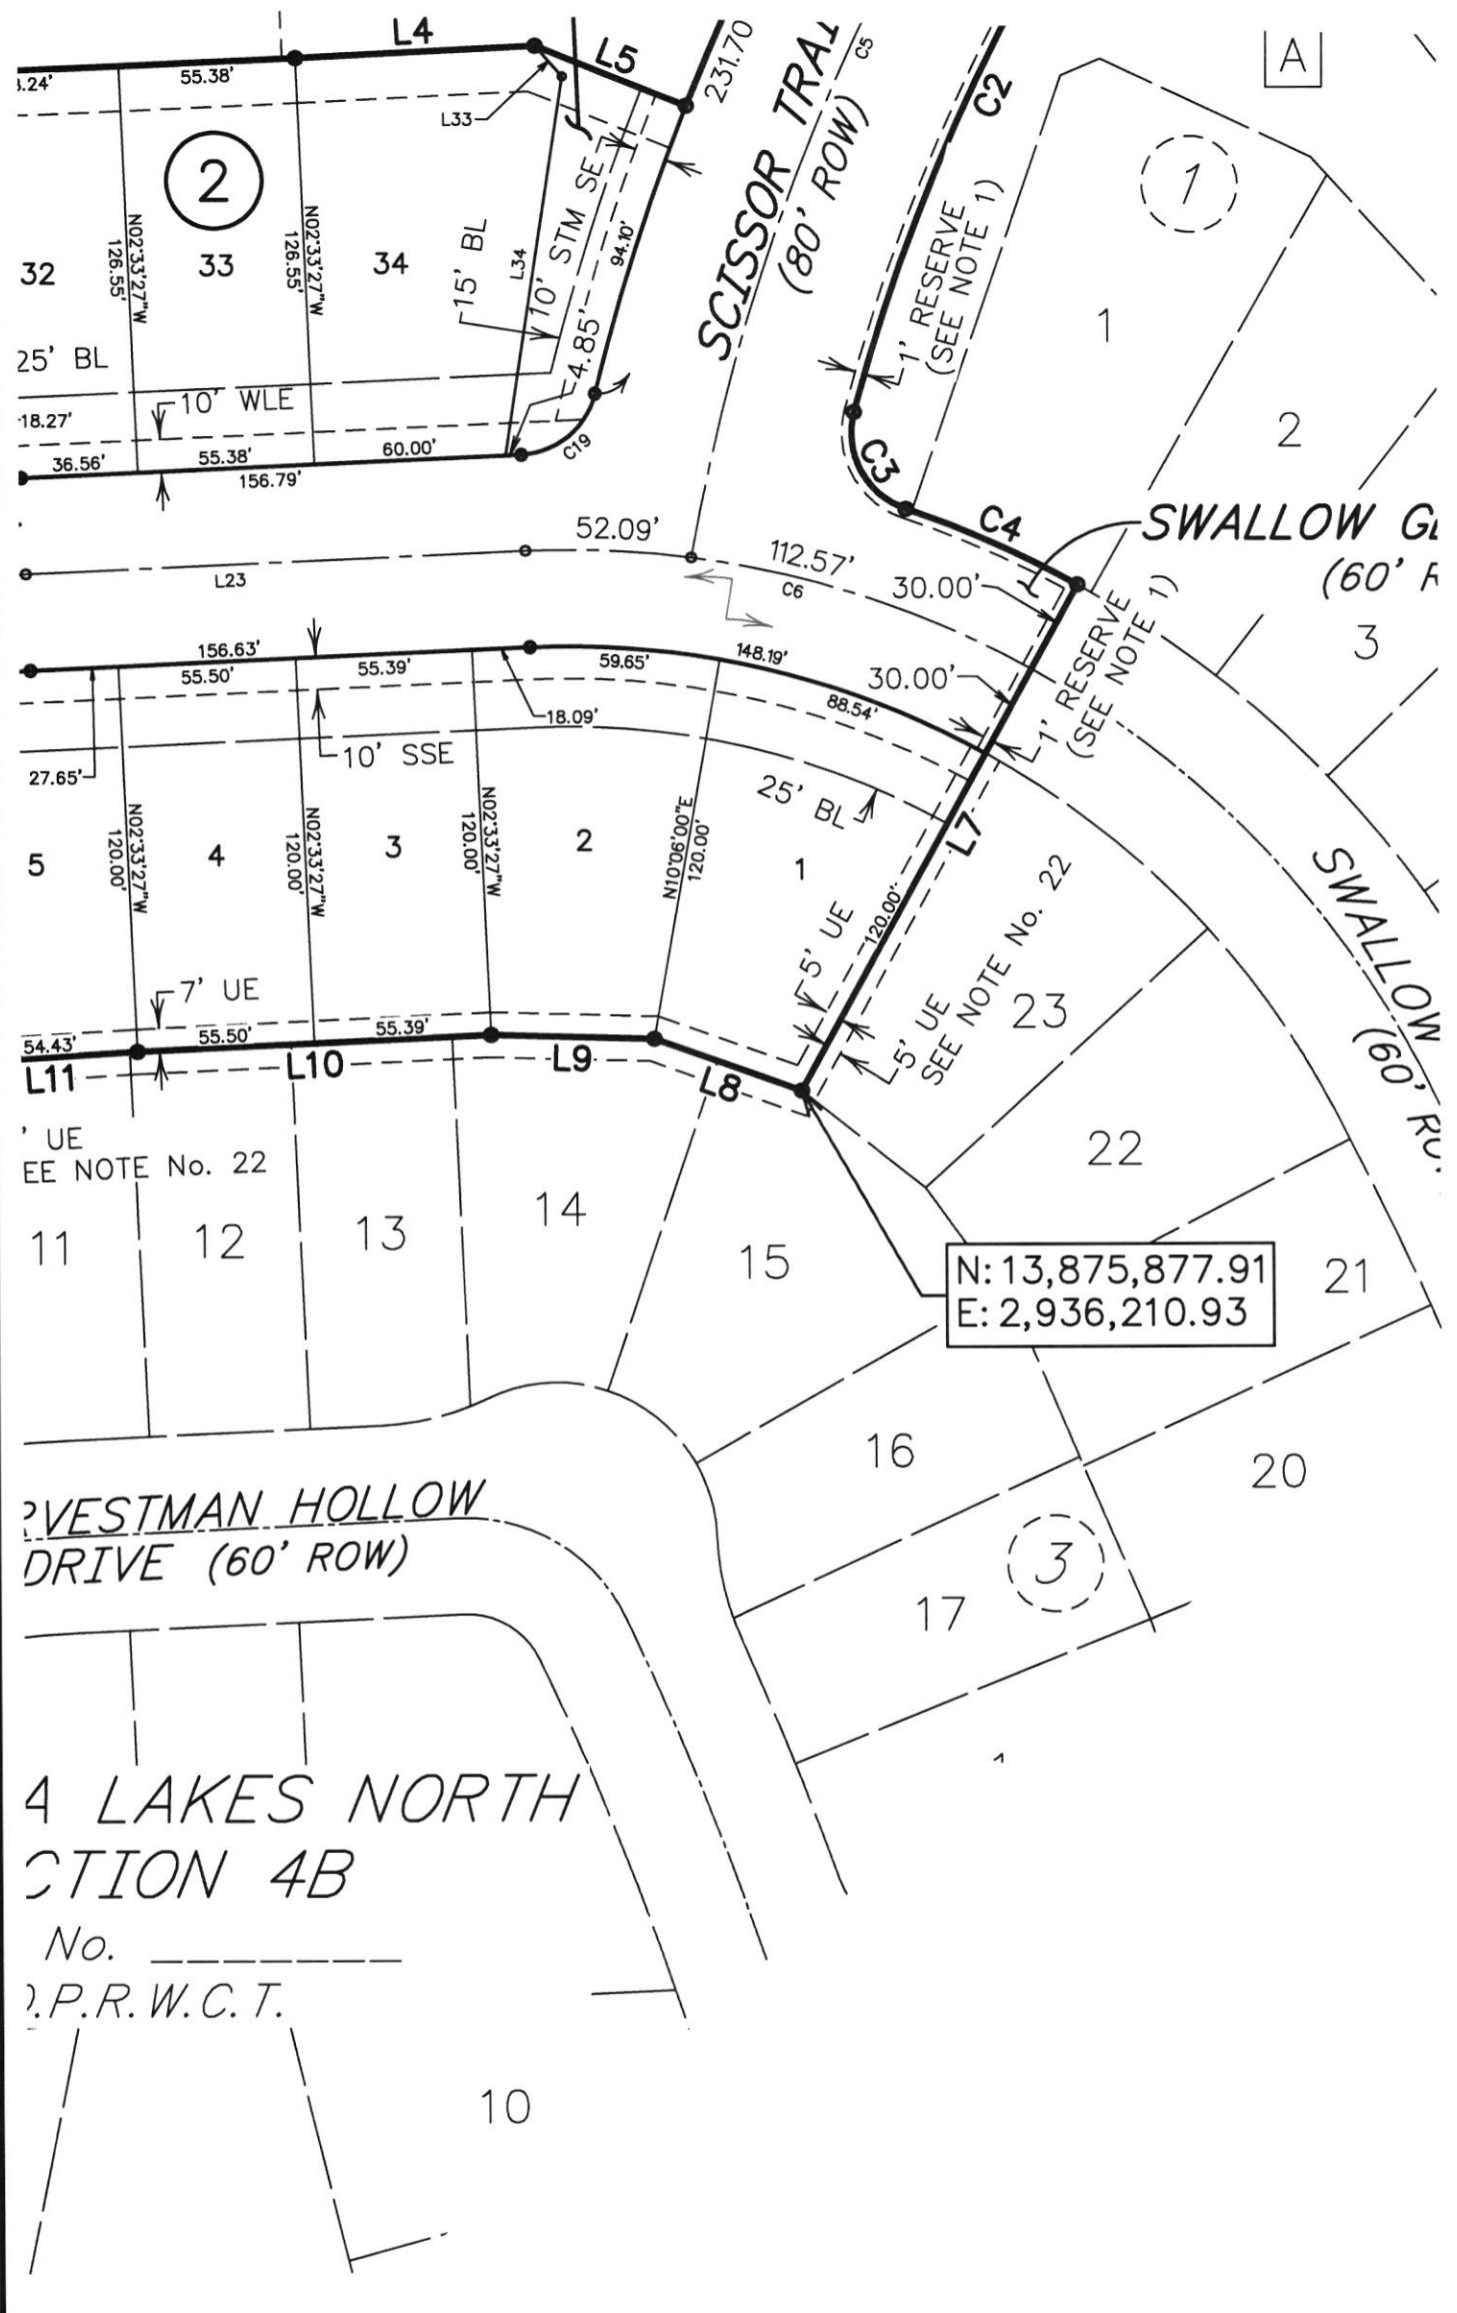 L4
L5
231.70
SCISSOR TRAI
(80' ROW)
C5
C2
A
1
.24'
55.38'
L33
2
N02°33'27"W
126.55'
N02°33'27"W
126.55'
32
33
34
15' BL
L34
10' STM SE
94.10'
4.85'
1' RESERVE
(SEE NOTE 1)
1
2
25' BL
10' WLE
18.27'
36.56'
55.38'
60.00'
156.79'
C19
C3
C4
SWALLOW GL
(60' R
3
52.09'
112.57'
C6
L23
30.00'
30.00'
1' RESERVE
(SEE NOTE 1)
156.63'
55.50'
55.39'
59.65'
148.19'
88.54'
18.09'
10' SSE
27.65'
25' BL
L7
N02°33'27"W
120.00'
N02°33'27"W
120.00'
N02°33'27"W
120.00'
N10°06'00"E
120.00'
5
4
3
2
1
120.00'
5' UE
5' UE
SEE NOTE No. 22
SWALLOW
(60' RO
7' UE
54.43'
55.50'
55.39'
L11
L10
L9
L8
23
22
' UE
EE NOTE No. 22
11
12
13
14
15
N: 13,875,877.91
E: 2,936,210.93
21
16
20
17
3
RVESTMAN HOLLOW
DRIVE (60' ROW)
A LAKES NORTH
CTION 4B
No. _________
.P.R.W.C.T.
10